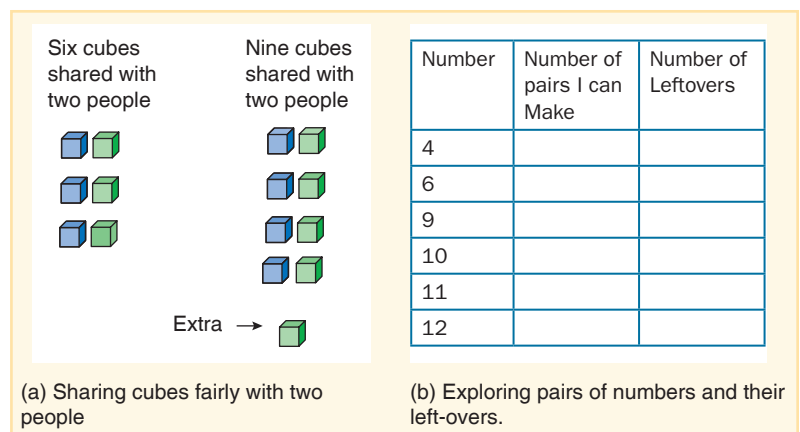 Six cubes
shared with
two people
Nine cubes
shared with
two people
Extra →
(a) Sharing cubes fairly with two
people
Number
Number of
pairs I can
Make
Number of
Leftovers
4
6
9
10
11
12
(b) Exploring pairs of numbers and their
left-overs.